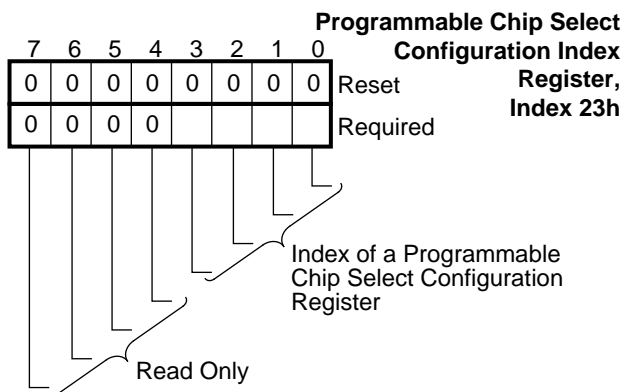 Programmable Chip Select
Configuration Index
Register,
Index 23h
7 6 5 4 3 2 1 0
0 0 0 0 0 0 0 0 Reset
0 0 0 0 Required
Index of a Programmable
Chip Select Configuration
Register
Read Only